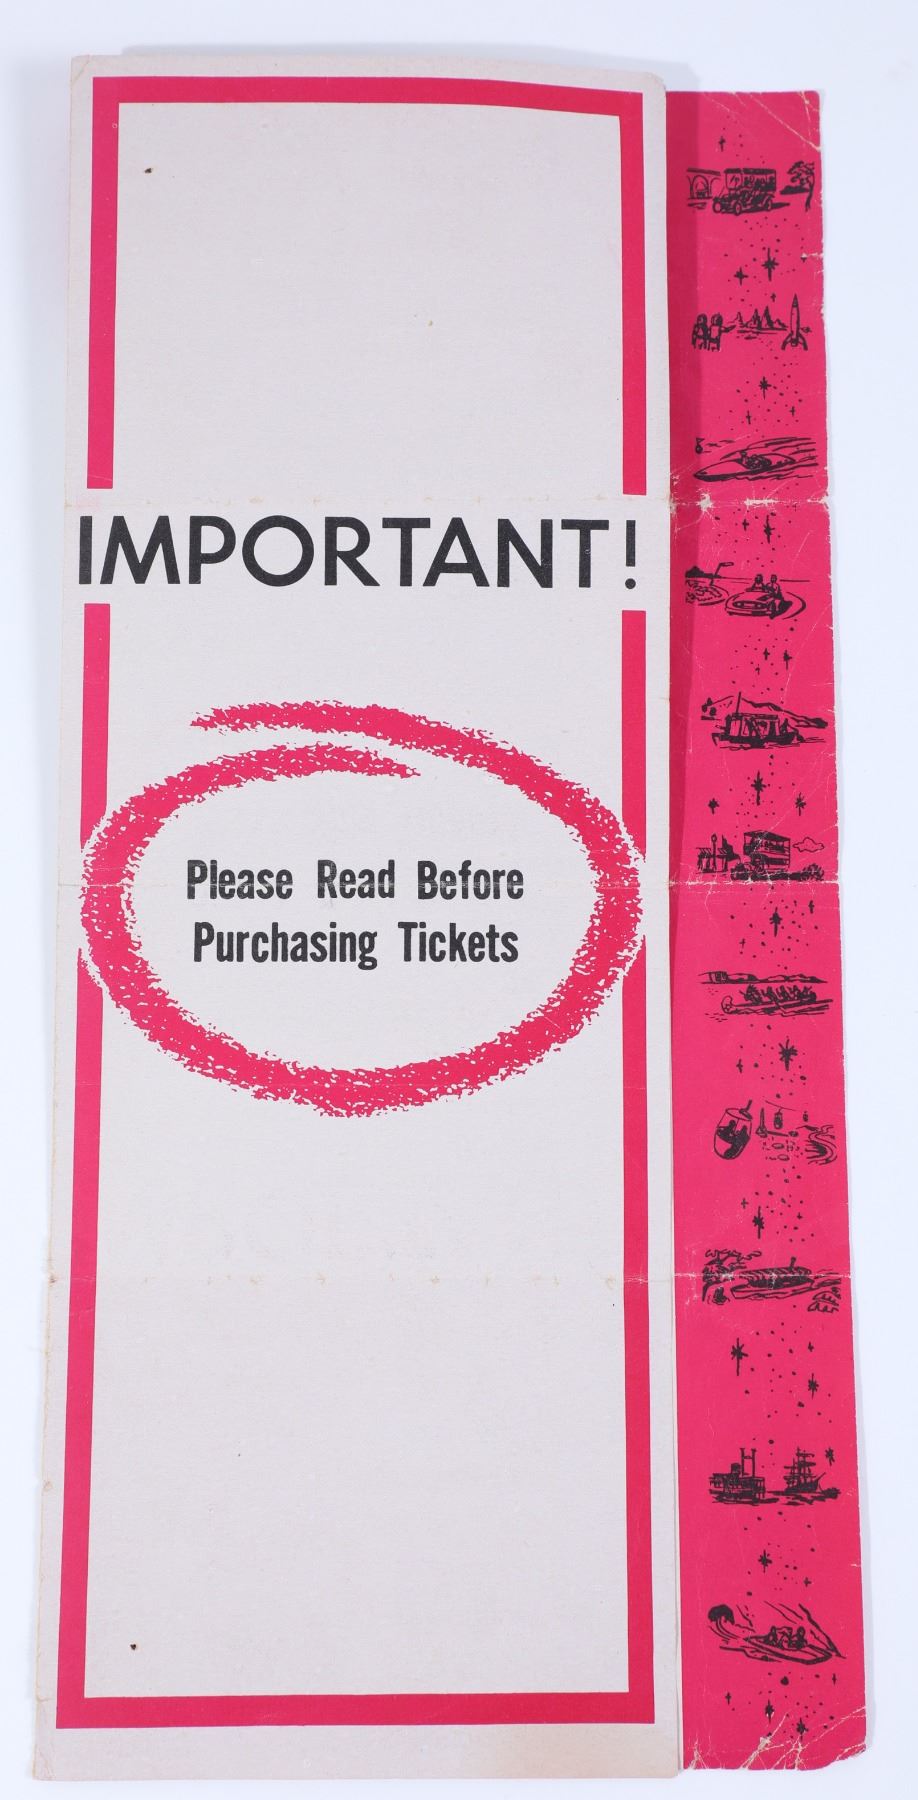 IMPORTANT!
Please Read Before
Purchasing Tickets